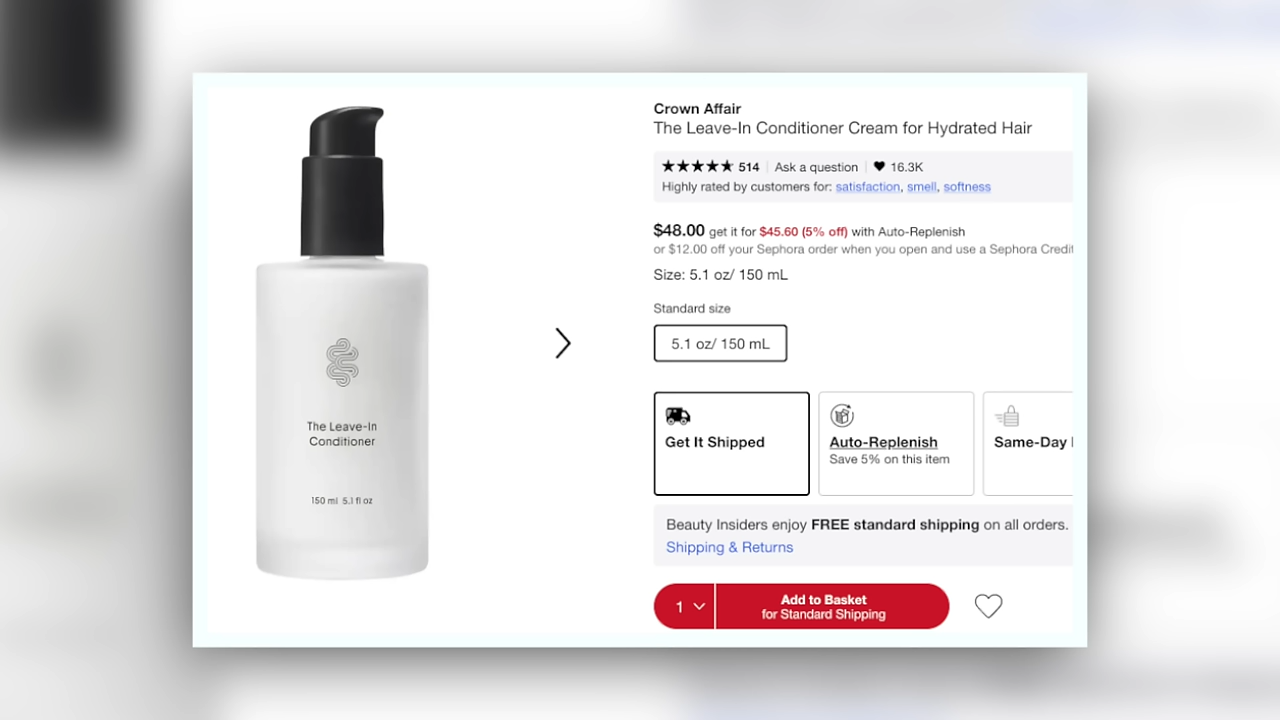 The Leave-In
Conditioner
150 ml 5.1 fl oz
Crown Affair
The Leave-In Conditioner Cream for Hydrated Hair
514 | Ask a question | 16.3K
Highly rated by customers for: satisfaction, smell, softness
$48.00 get it for $45.60 (5% off) with Auto-Replenish
or $12.00 off your Sephora order when you open and use a Sephora Credit
Size: 5.1 oz/ 150 mL
Standard size
5.1 oz/ 150 mL
Get It Shipped
Auto-Replenish
Save 5% on this item
Same-Day
Beauty Insiders enjoy FREE standard shipping on all orders.
Shipping & Returns
1
Add to Basket
for Standard Shipping